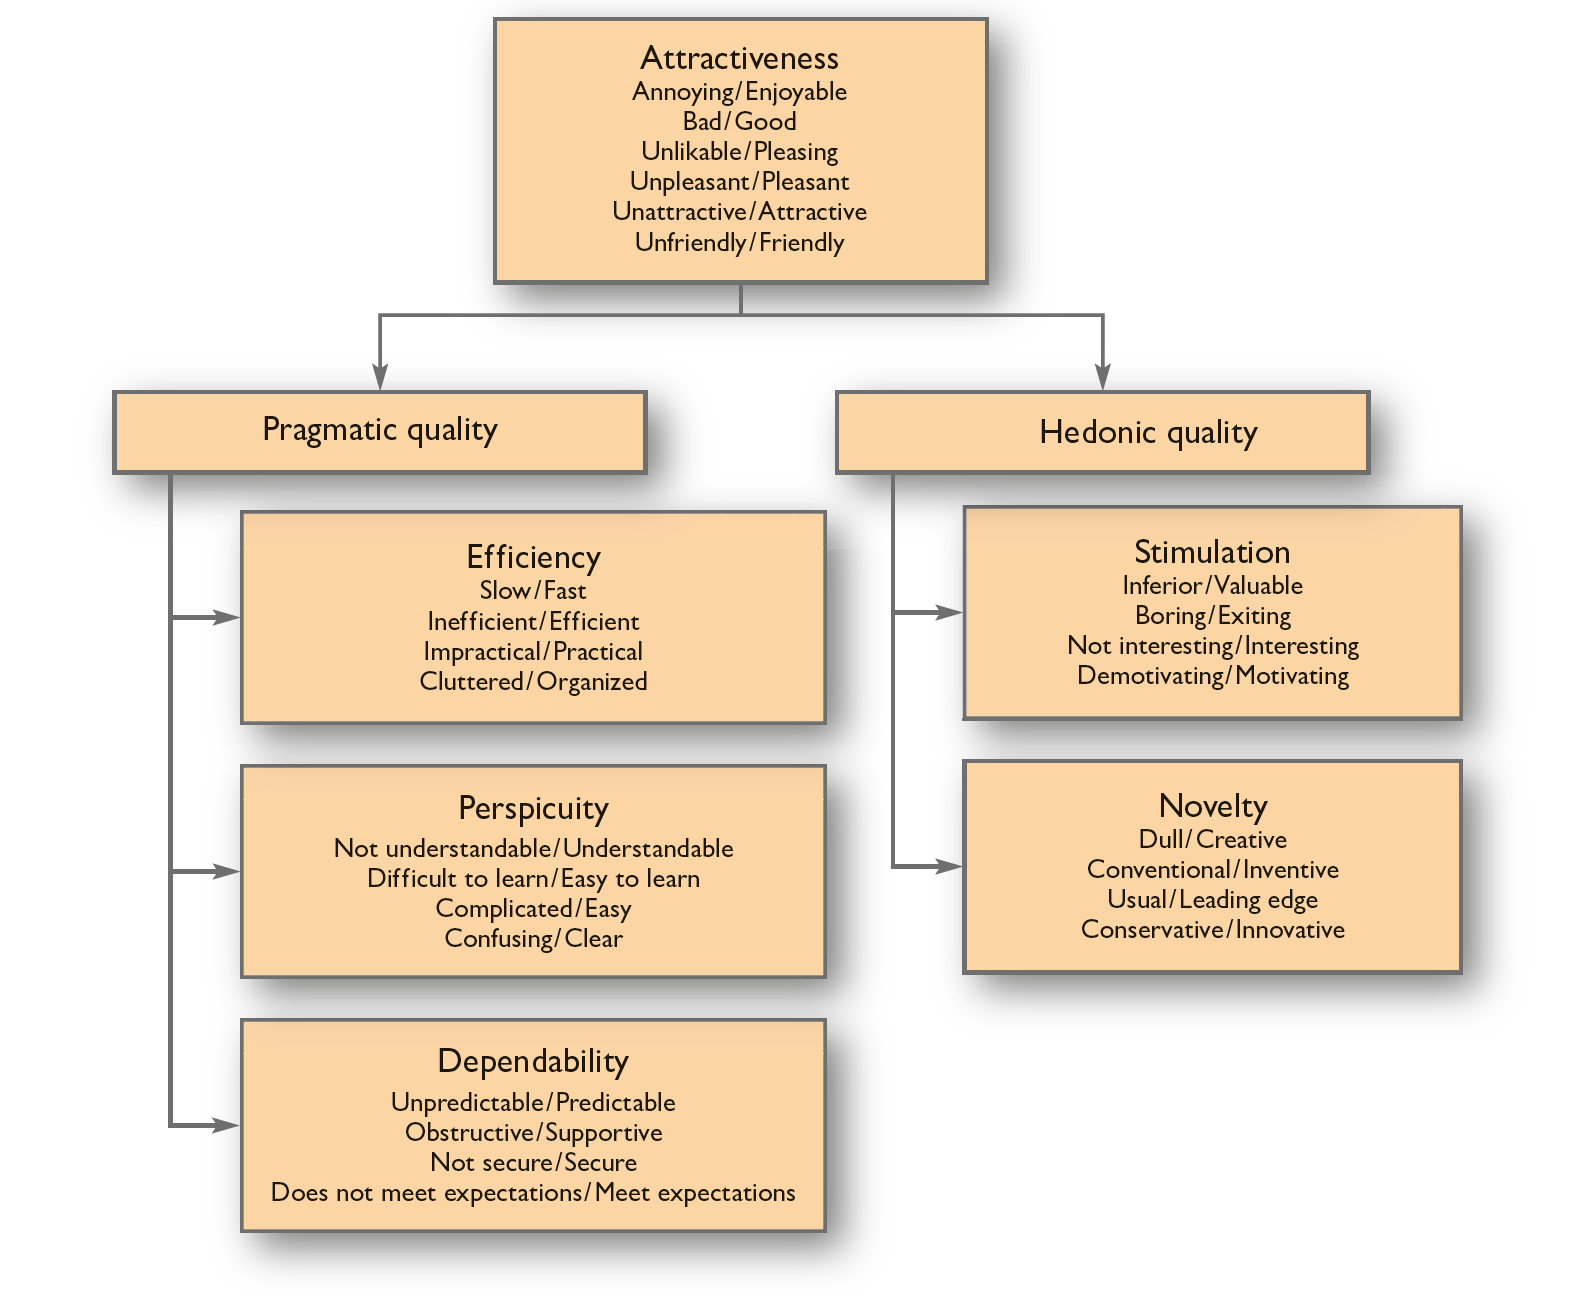 Attractiveness
Annoying/Enjoyable
Bad/Good
Unlikable/Pleasing
Unpleasant/Pleasant
Unattractive/Attractive
Unfriendly/Friendly
Pragmatic quality
Efficiency
Slow/Fast
Inefficient/Efficient
Impractical/Practical
Cluttered/Organized
Perspicuity
Not understandable/Understandable
Difficult to learn/Easy to learn
Complicated/Easy
Confusing/Clear
Dependability
Unpredictable/Predictable
Obstructive/Supportive
Not secure/Secure
Does not meet expectations/Meet expectations
Hedonic quality
Stimulation
Inferior/Valuable
Boring/Exiting
Not interesting/Interesting
Demotivating/Motivating
Novelty
Dull/Creative
Conventional/Inventive
Usual/Leading edge
Conservative/Innovative